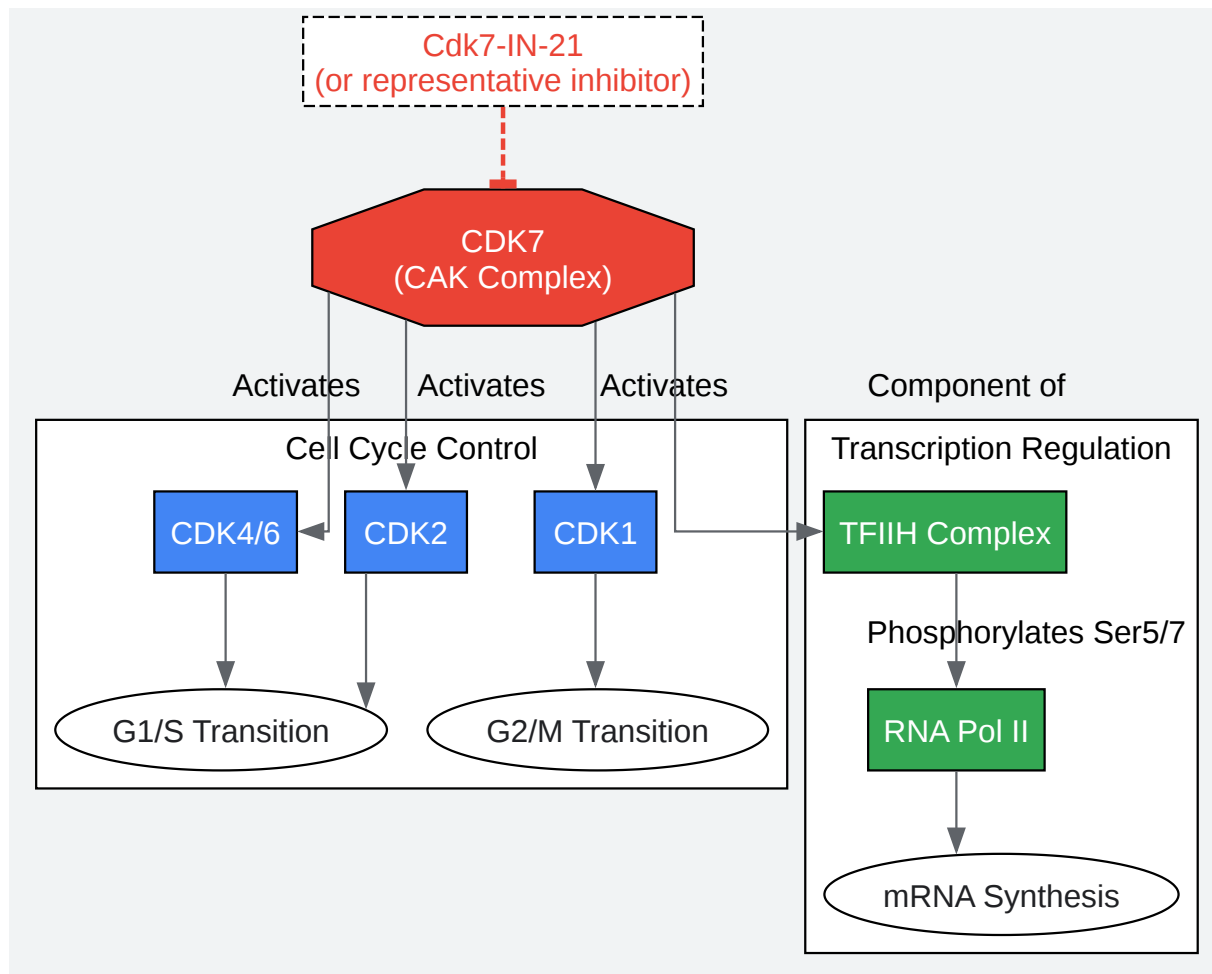 Cdk7-IN-21
(or representative inhibitor)
CDK7
(CAK Complex)
Activates
Activates
Activates
Component of
Cell Cycle Control
Transcription Regulation
CDK4/6
CDK2
CDK1
TFIIH Complex
Phosphorylates Ser5/7
G1/S Transition
G2/M Transition
RNA Pol II
mRNA Synthesis